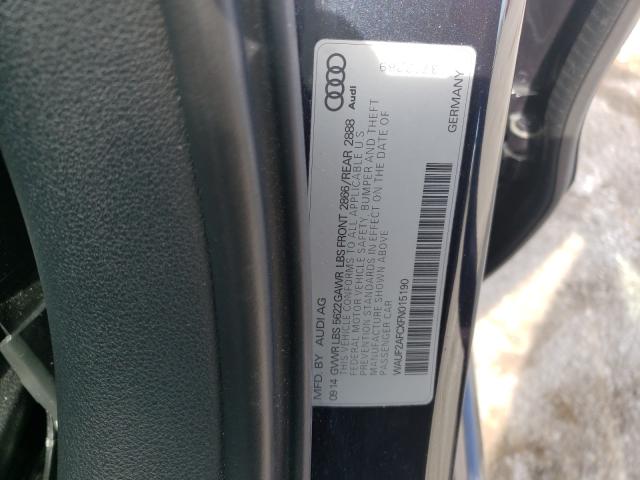 MFD BY AUDI AG
09 14 GVWR LBS 5622 GAWR LBS FRONT 2866/REAR 2888
THIS VEHICLE CONFORMS TO ALL APPLICABLE U S
FEDERAL MOTOR VEHICLE SAFETY, BUMPER AND THEFT
PREVENTION STANDARDS IN EFFECT ON THE DATE OF
MANUFACTURE SHOWN ABOVE
PASSENGER CAR
WAUF2AFCXFN015190
Audi
GERMANY